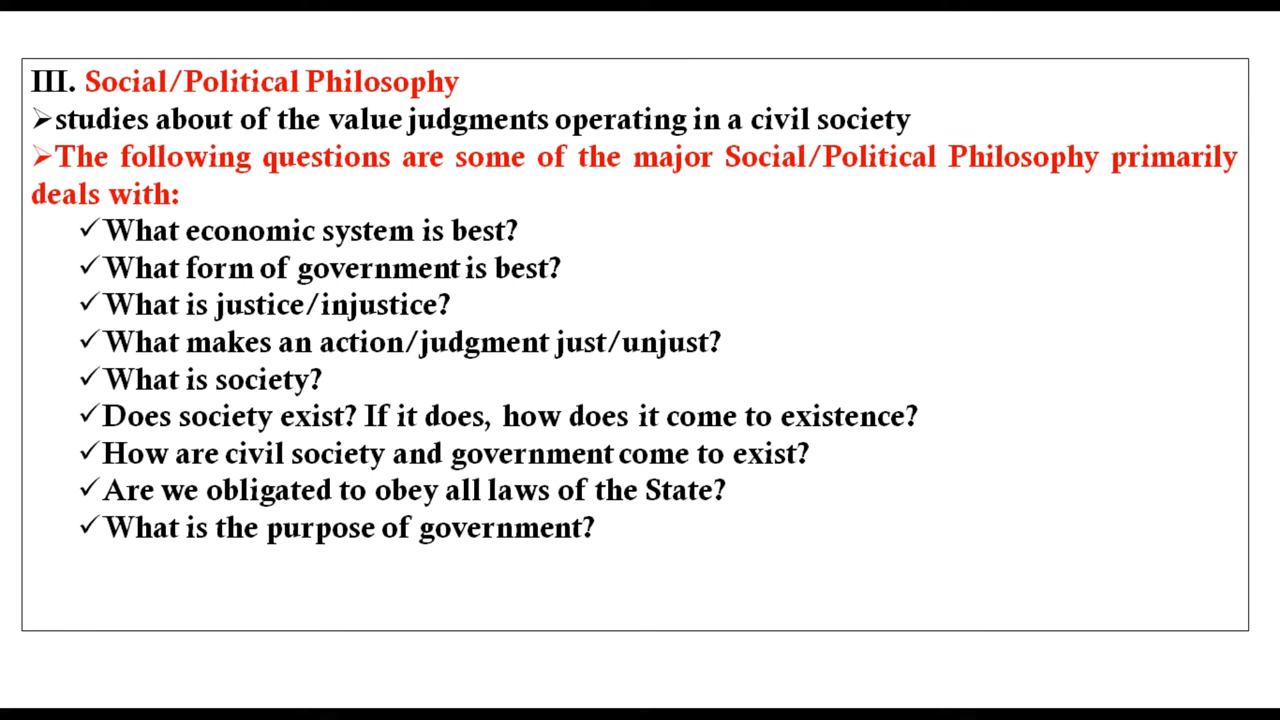 III. Social/Political Philosophy
➢studies about of the value judgments operating in a civil society
➢The following questions are some of the major Social/Political Philosophy primarily
deals with:
✓What economic system is best?
✓What form of government is best?
✓What is justice/injustice?
✓What makes an action/judgment just/unjust?
✓What is society?
✓Does society exist? If it does, how does it come to existence?
✓How are civil society and government come to exist?
✓Are we obligated to obey all laws of the State?
✓What is the purpose of government?